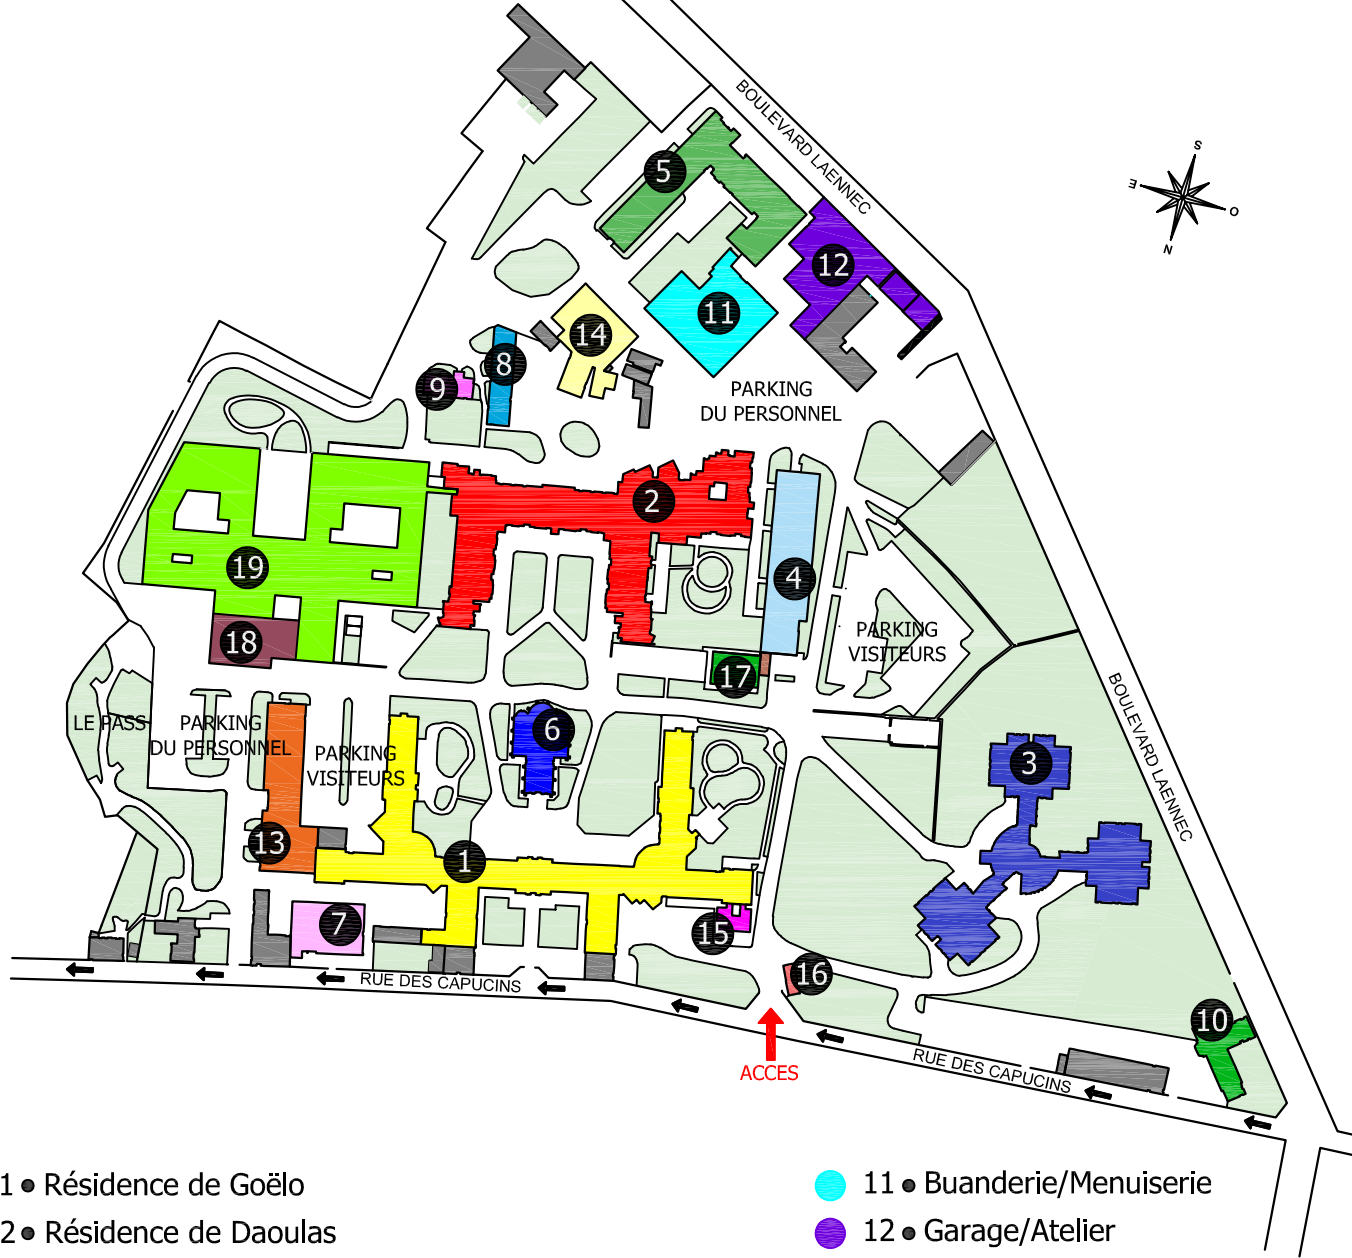 BOULEVARD LAENNEC
S
E
O
N
5
12
11
14
8
9
PARKING
DU PERSONNEL
2
19
4
18
PARKING
VISITEURS
17
LE PASS
PARKING
DU PERSONNEL
PARKING
VISITEURS
6
3
BOULEVARD LAENNEC
13
1
7
15
16
RUE DES CAPUCINS
10
ACCES
RUE DES CAPUCINS
1 • Résidence de Goëlo
2 • Résidence de Daoulas
11 • Buanderie/Menuiserie
12 • Garage/Atelier